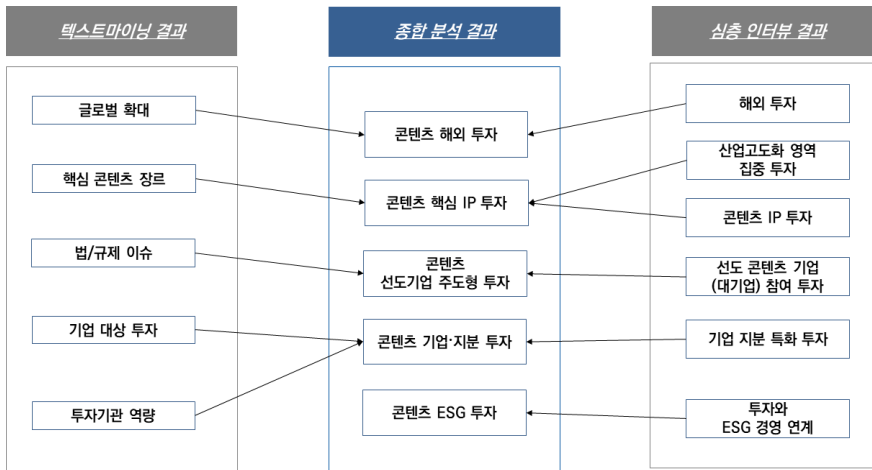 텍스트마이닝 결과
종합 분석 결과
심층 인터뷰 결과
글로벌 확대
핵심 콘텐츠 장르
법/규제 이슈
기업 대상 투자
투자기관 역량
콘텐츠 해외 투자
콘텐츠 핵심 IP 투자
콘텐츠
선도기업 주도형 투자
콘텐츠 기업·지분 투자
콘텐츠 ESG 투자
해외 투자
산업고도화 영역
집중 투자
콘텐츠 IP 투자
선도 콘텐츠 기업
(대기업) 참여 투자
기업 지분 특화 투자
투자와
ESG 경영 연계